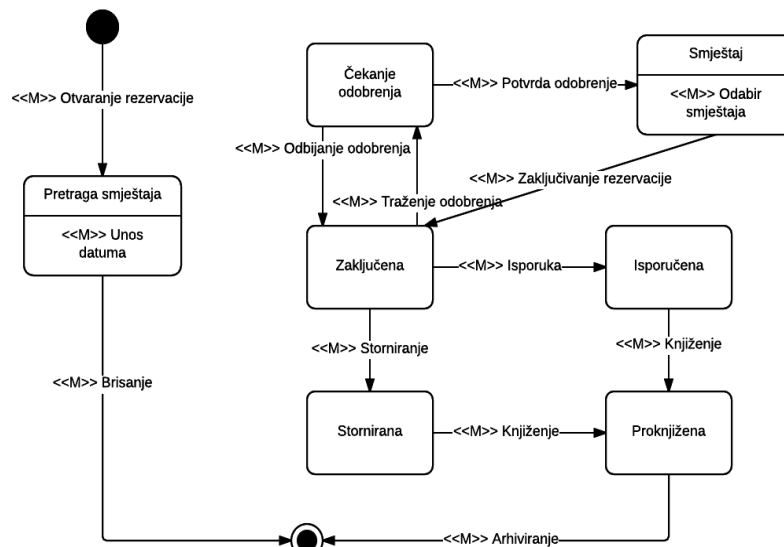 Čekanje
odobrenja
Smještaj
<<M>> Potvrda odobrenje
<<M>> Odabir
smještaja
<<M>> Otvaranje rezervacije
<<M>> Odbijanje odobrenja
<<M>> Zaključivanje rezervacije
<<M>> Traženje odobrenja
Pretraga smještaja
<<M>> Unos
datuma
Zaključena
<<M>> Isporuka
Isporučena
<<M>> Storniranje
<<M>> Knjiženje
<<M>> Brisanje
Stornirana
<<M>> Knjiženje
Proknjižena
<<M>> Arhiviranje